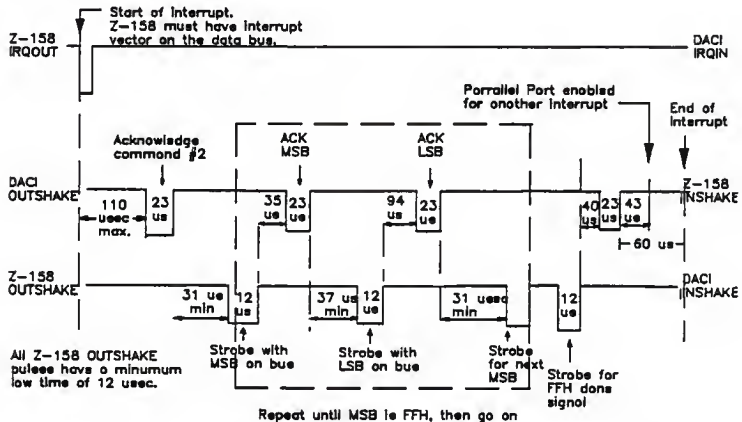 Start of Interrupt.
Z-158 must have interrupt
vector on the data bus.
Z-158
IRQOUT
DACI
IRQIN
Porrallel Port enabled
for another interrupt
End of
Interrupt
Acknowledge
command #2
ACK
MSB
ACK
LSB
DACI
OUTSHAKE
110
usec
max.
23
us
35
us
23
us
94
us
23
us
40
us
23
us
43
us
60 us
Z-158
INSHAKE
Z-158
OUTSHAKE
31 us
min
12
us
37 us
min
12
us
31 usec
min
12
us
DACI
INSHAKE
All Z-158 OUTSHAKE
pulses have a minumum
low time of 12 usec.
Strobe with
MSB on bus
Strobe with
LSB on bus
Strobe
for next
MSB
Strobe for
FFH done
signal
Repeat until MSB is FFH, then go on